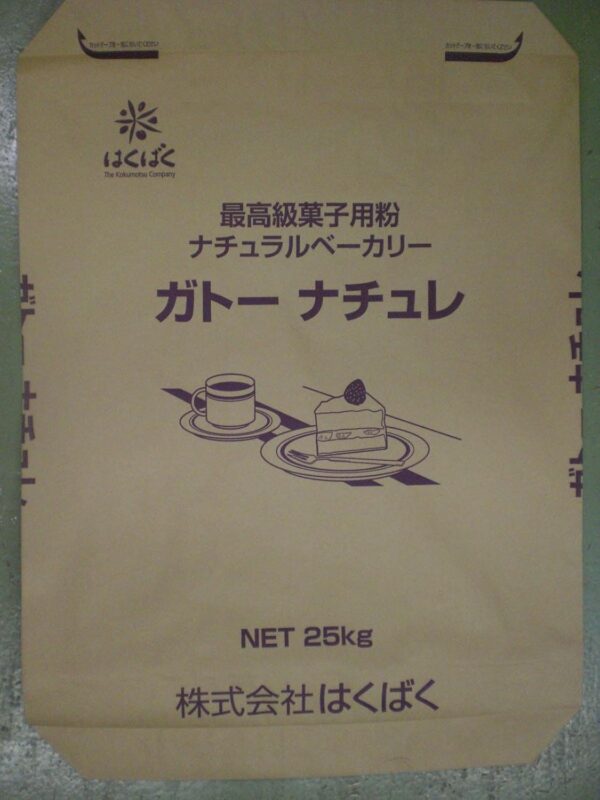 はくばく
The Kokumotsu Company
最高級菓子用粉
ナチュラルベーカリー
ガトー ナチュレ
NET 25kg
株式会社はくばく